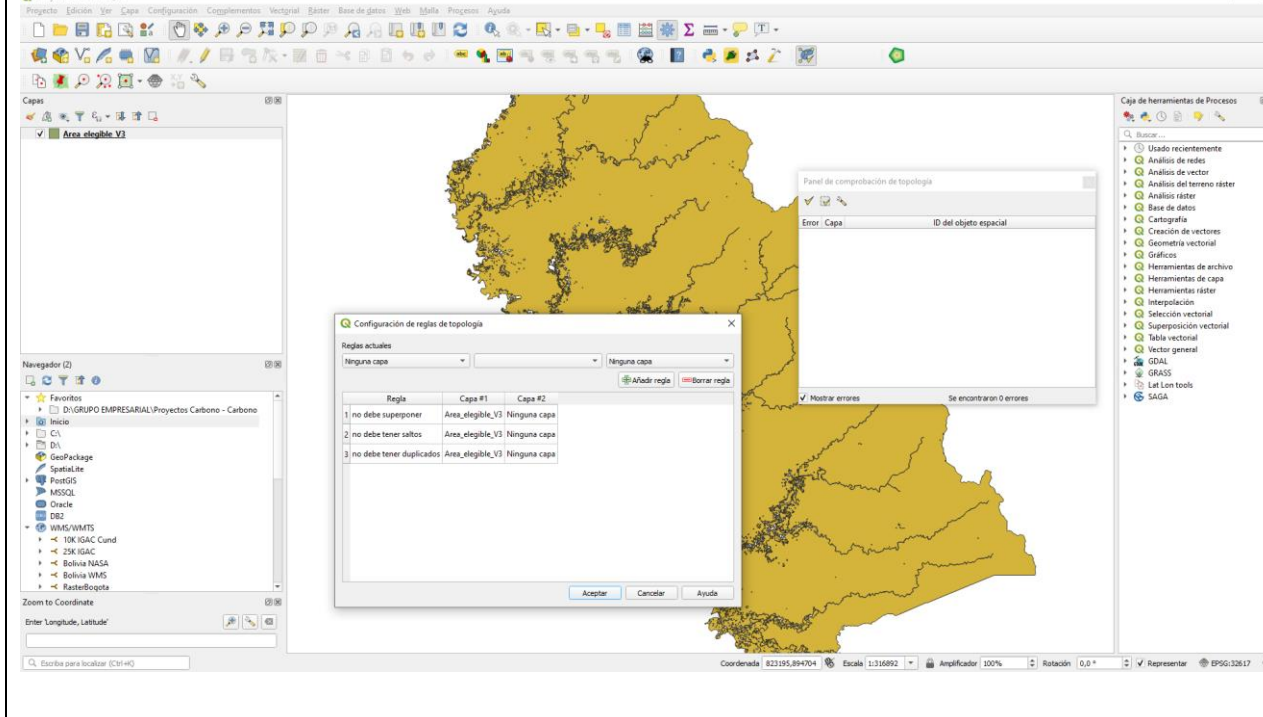 Proyecto Edición Ver Capa Configuración Complementos Vectorial Ráster Base de datos Web Malla Procesos Ayuda
Capas
Area_elegible_V3
Navegador (2)
Favoritos
D:\GRUPO EMPRESARIAL\Proyectos Carbono - Carbono
Inicio
C:\
D:\
GeoPackage
SpatiaLite
PostGIS
MSSQL
Oracle
DB2
WMS/WMTS
10K IGAC Cund
25K IGAC
Bolivia NASA
Bolivia WMS
RasterBogota
Zoom to Coordinate
Enter 'Longitude, Latitude'
Escriba para localizar (Ctrl+K)
Configuración de reglas de topología
Reglas actuales
Ninguna capa Ninguna capa
Añadir regla Borrar regla
Regla Capa #1 Capa #2
1 no debe superponer Area_elegible_V3 Ninguna capa
2 no debe tener saltos Area_elegible_V3 Ninguna capa
3 no debe tener duplicados Area_elegible_V3 Ninguna capa
Aceptar Cancelar Ayuda
Panel de comprobación de topología
Error Capa ID del objeto espacial
Mostrar errores Se encontraron 0 errores
Caja de herramientas de Procesos
Buscar...
Usado recientemente
Análisis de redes
Análisis de vector
Análisis del terreno ráster
Análisis ráster
Base de datos
Cartografía
Creación de vectores
Geometría vectorial
Gráficos
Herramientas de archivo
Herramientas de capa
Herramientas ráster
Interpolación
Selección vectorial
Superposición vectorial
Tabla vectorial
Vector general
GDAL
GRASS
Lat Lon tools
SAGA
Coordenada 823195,894704 Escala 1:316892 Amplificador 100% Rotación 0,0 ° Representar EPSG:32617